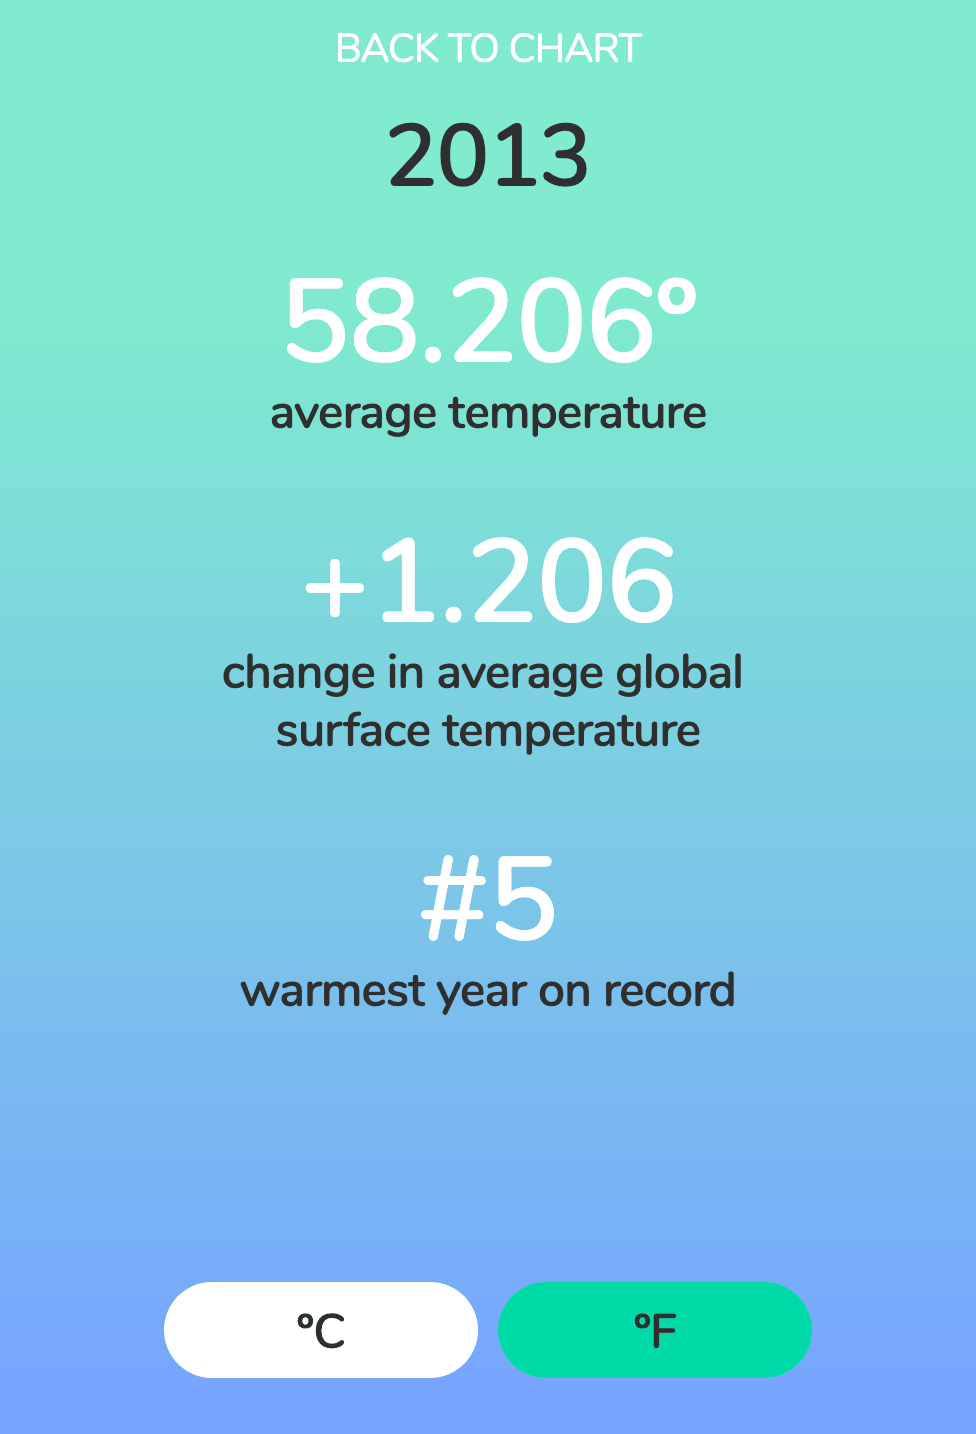 BACK TO CHART
2013
58.206°
average temperature
+1.206
change in average global
surface temperature
#5
warmest year on record
°C
°F